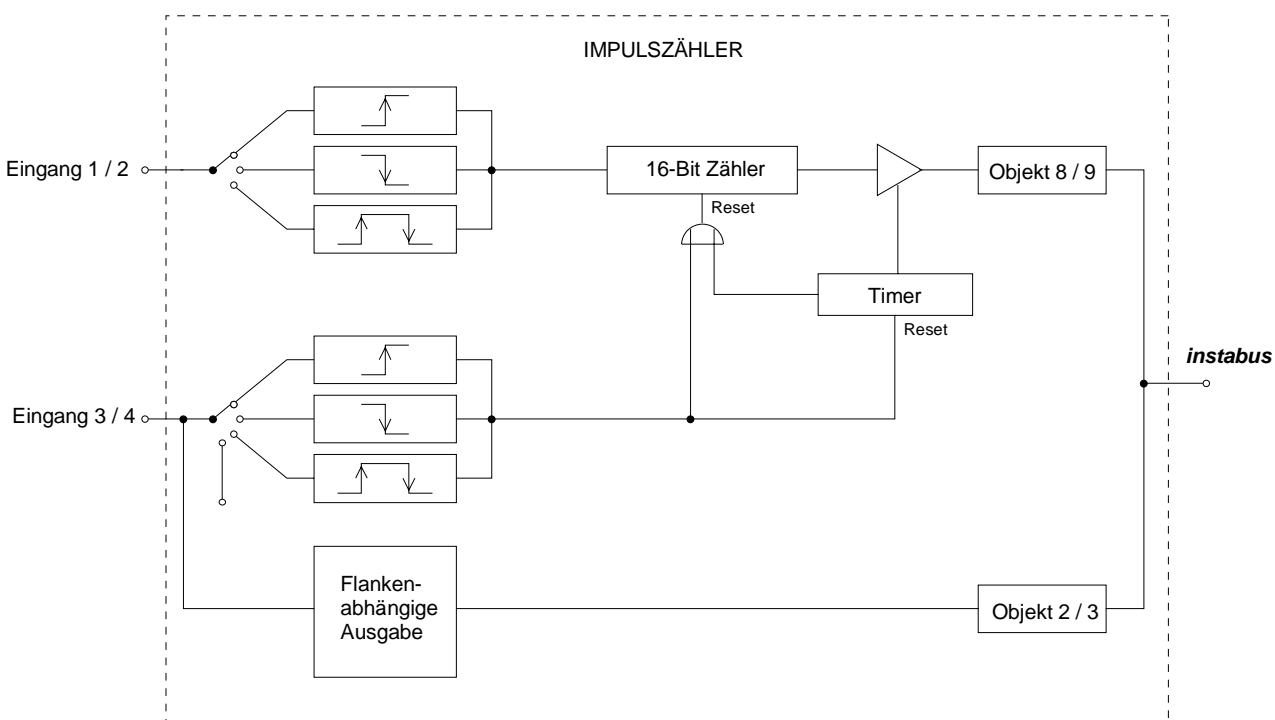 IMPULSZÄHLER
Eingang 1 / 2
16-Bit Zähler
Objekt 8 / 9
Reset
Timer
Reset
instabus
Eingang 3 / 4
Flanken-
abhängige
Ausgabe
Objekt 2 / 3